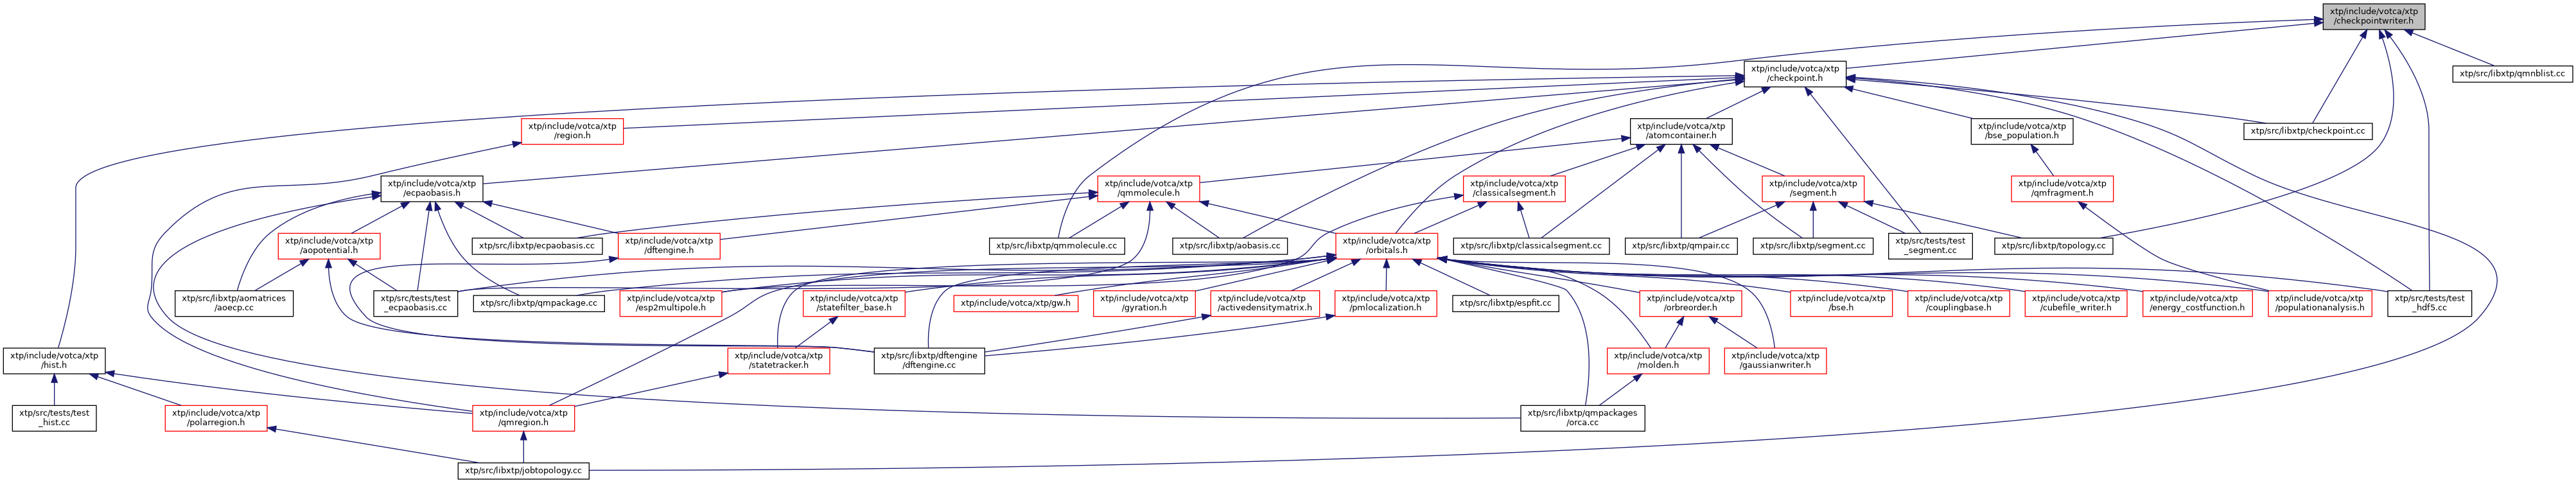 xtp/include/votca/xtp
/checkpointwriter.h
xtp/include/votca/xtp
/checkpoint.h
xtp/src/libxtp/qmnblist.cc
xtp/include/votca/xtp
/region.h
xtp/include/votca/xtp
/atomcontainer.h
xtp/include/votca/xtp
/bse_population.h
xtp/src/libxtp/checkpoint.cc
xtp/include/votca/xtp
/ecpaobasis.h
xtp/include/votca/xtp
/qmmolecule.h
xtp/include/votca/xtp
/classicalsegment.h
xtp/include/votca/xtp
/segment.h
xtp/include/votca/xtp
/qmfragment.h
xtp/include/votca/xtp
/aopotential.h
xtp/src/libxtp/ecpaobasis.cc
xtp/include/votca/xtp
/dftengine.h
xtp/src/libxtp/qmmolecule.cc
xtp/src/libxtp/aobasis.cc
xtp/include/votca/xtp
/orbitals.h
xtp/src/libxtp/classicalsegment.cc
xtp/src/libxtp/qmpair.cc
xtp/src/libxtp/segment.cc
xtp/src/tests/test
_segment.cc
xtp/src/libxtp/topology.cc
xtp/src/libxtp/aomatrices
/aoecp.cc
xtp/src/tests/test
_ecpaobasis.cc
xtp/src/libxtp/qmpackage.cc
xtp/include/votca/xtp
/esp2multipole.h
xtp/include/votca/xtp
/statefilter_base.h
xtp/include/votca/xtp/gw.h
xtp/include/votca/xtp
/gyration.h
xtp/include/votca/xtp
/activedensitymatrix.h
xtp/include/votca/xtp
/pmlocalization.h
xtp/src/libxtp/espfit.cc
xtp/include/votca/xtp
/orbreorder.h
xtp/include/votca/xtp
/bse.h
xtp/include/votca/xtp
/couplingbase.h
xtp/include/votca/xtp
/cubefile_writer.h
xtp/include/votca/xtp
/energy_costfunction.h
xtp/include/votca/xtp
/populationanalysis.h
xtp/src/tests/test
_hdf5.cc
xtp/include/votca/xtp
/hist.h
xtp/include/votca/xtp
/statetracker.h
xtp/src/libxtp/dftengine
/dftengine.cc
xtp/include/votca/xtp
/molden.h
xtp/include/votca/xtp
/gaussianwriter.h
xtp/src/tests/test
_hist.cc
xtp/include/votca/xtp
/polarregion.h
xtp/include/votca/xtp
/qmregion.h
xtp/src/libxtp/qmpackages
/orca.cc
xtp/src/libxtp/jobtopology.cc